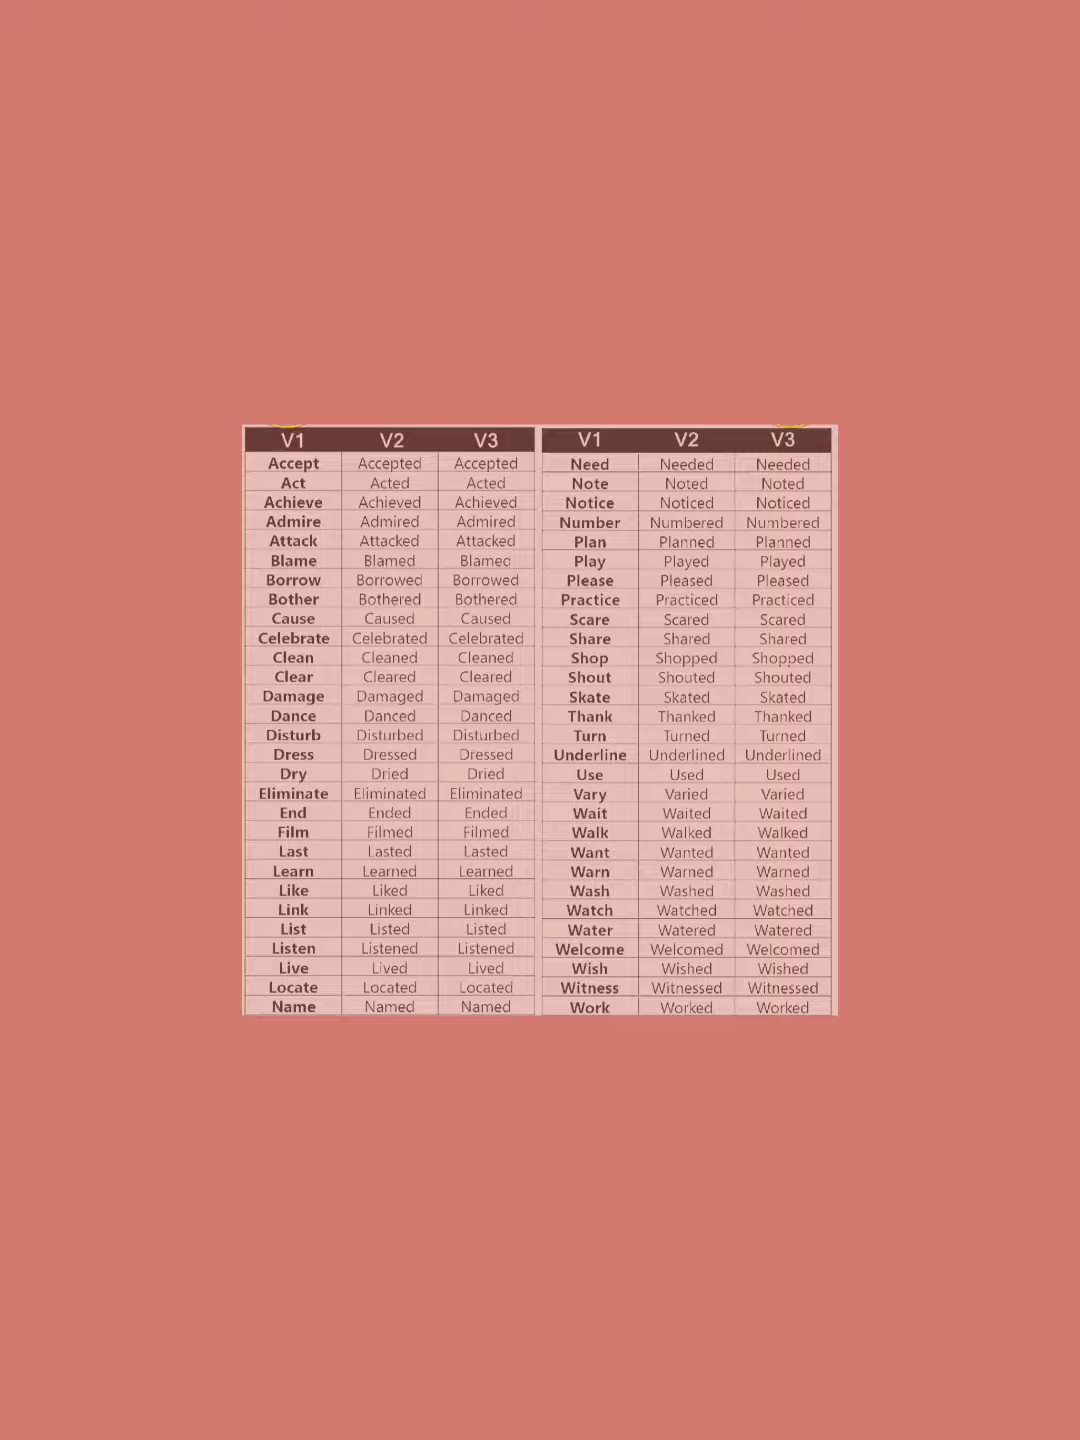 V1 V2 V3
Accept Accepted Accepted
Act Acted Acted
Achieve Achieved Achieved
Admire Admired Admired
Attack Attacked Attacked
Blame Blamed Blamed
Borrow Borrowed Borrowed
Bother Bothered Bothered
Cause Caused Caused
Celebrate Celebrated Celebrated
Clean Cleaned Cleaned
Clear Cleared Cleared
Damage Damaged Damaged
Dance Danced Danced
Disturb Disturbed Disturbed
Dress Dressed Dressed
Dry Dried Dried
Eliminate Eliminated Eliminated
End Ended Ended
Film Filmed Filmed
Last Lasted Lasted
Learn Learned Learned
Like Liked Liked
Link Linked Linked
List Listed Listed
Listen Listened Listened
Live Lived Lived
Locate Located Located
Name Named Named
V1 V2 V3
Need Needed Needed
Note Noted Noted
Notice Noticed Noticed
Number Numbered Numbered
Plan Planned Planned
Play Played Played
Please Pleased Pleased
Practice Practiced Practiced
Scare Scared Scared
Share Shared Shared
Shop Shopped Shopped
Shout Shouted Shouted
Skate Skated Skated
Thank Thanked Thanked
Turn Turned Turned
Underline Underlined Underlined
Use Used Used
Vary Varied Varied
Wait Waited Waited
Walk Walked Walked
Want Wanted Wanted
Warn Warned Warned
Wash Washed Washed
Watch Watched Watched
Water Watered Watered
Welcome Welcomed Welcomed
Wish Wished Wished
Witness Witnessed Witnessed
Work Worked Worked